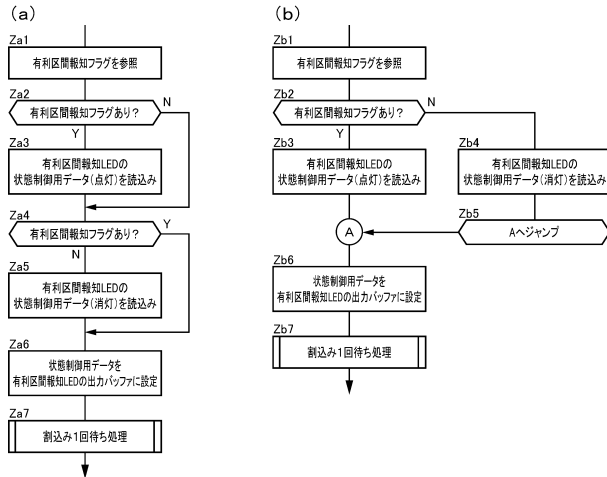 (a)
Za1
有利区間報知フラグを参照
Za2
有利区間報知フラグあり？
N
Y
Za3
有利区間報知LEDの
状態制御用データ(点灯)を読込み
Za4
有利区間報知フラグあり？
Y
N
Za5
有利区間報知LEDの
状態制御用データ(消灯)を読込み
Za6
状態制御用データを
有利区間報知LEDの出力バッファに設定
Za7
割込み1回待ち処理
(b)
Zb1
有利区間報知フラグを参照
Zb2
有利区間報知フラグあり？
N
Y
Zb3
有利区間報知LEDの
状態制御用データ(点灯)を読込み
Zb4
有利区間報知LEDの
状態制御用データ(消灯)を読込み
Zb5
Aへジャンプ
A
Zb6
状態制御用データを
有利区間報知LEDの出力バッファに設定
Zb7
割込み1回待ち処理